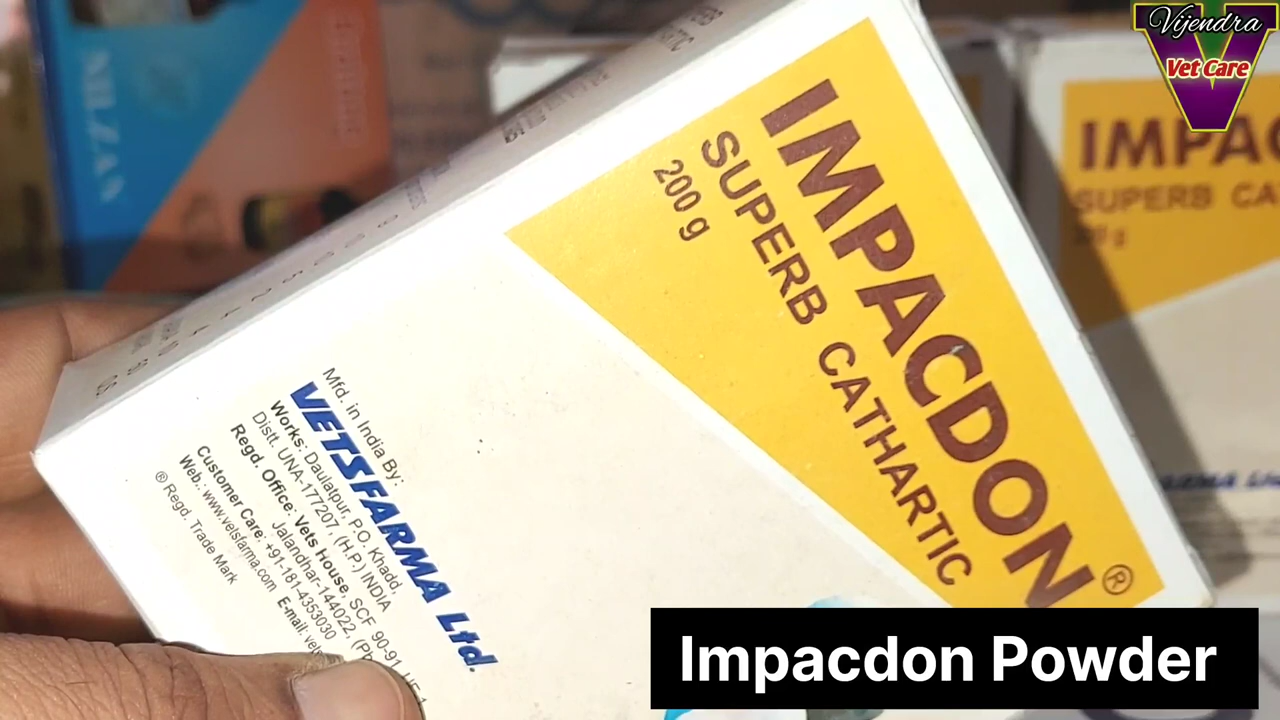 Vijendra
Vet Care
IMPACDON®
SUPERB CATHARTIC
200 g
Mfd. in India By:
VETSFARMA Ltd.
Works: Daulatpur, P.O. Khadd,
Distt. UNA-177207, (H.P.) INDIA
Regd. Office: Vets House, SCF 90-91
Jalandhar-144022,
Customer Care: +91-181-4353030
Web.: www.vetsfarma.com E-mail:
® Regd. Trade Mark
IMPAC
SUPERB CA
Impacdon Powder